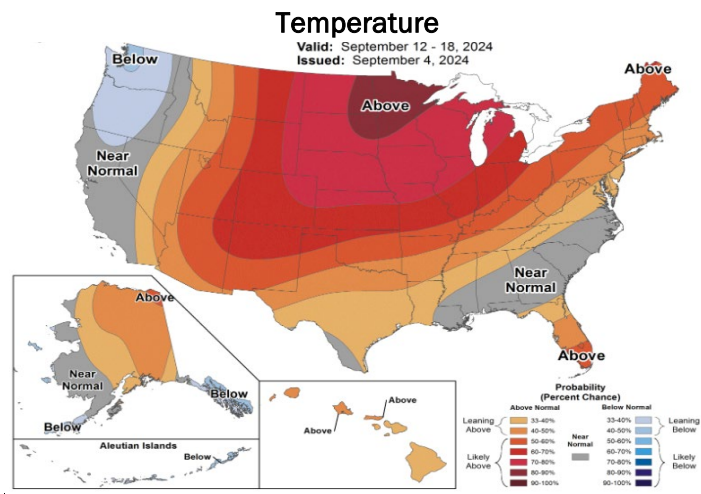 Temperature
Valid: September 12 - 18, 2024
Issued: September 4, 2024
Below
Above
Above
Near
Normal
Near
Normal
Above
Above
Near
Normal
Below
Below
Aleutian Islands
Below
Above
Above
Probability
(Percent Chance)
Above Normal
Below Normal
Leaning
Above
33-40%
40-50%
50-60%
Likely
Above
60-70%
70-80%
80-90%
90-100%
Near
Normal
33-40%
40-50%
50-60%
60-70%
70-80%
80-90%
90-100%
Leaning
Below
Likely
Below